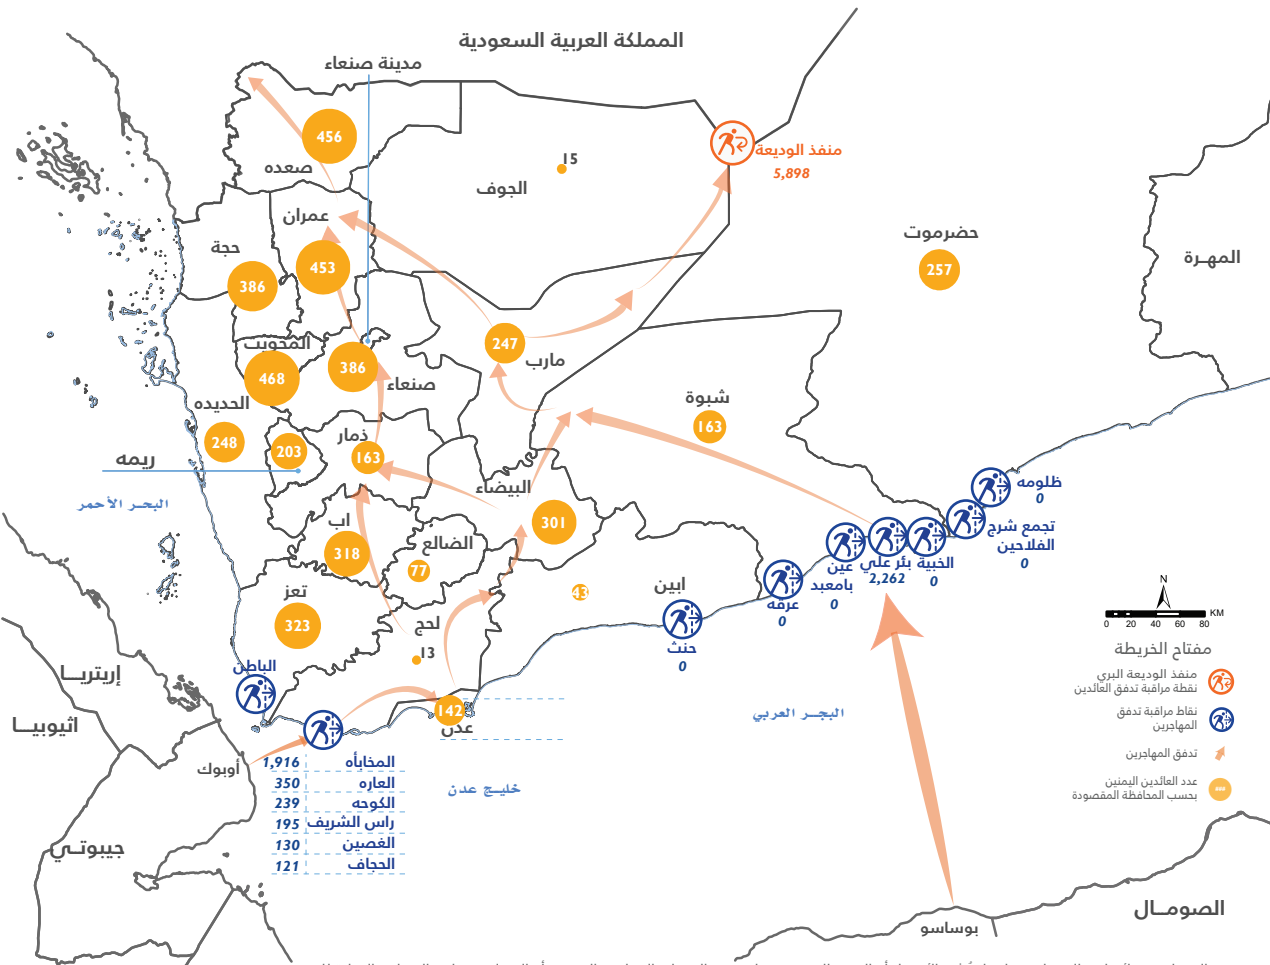 المملكة العربية السعودية
مدينة صنعاء
456
صعده
15
الجوف
منفذ الوديعة
5,898
عمران
453
حجة
386
حضرموت
257
المهرة
المحويت
468
386
صنعاء
247
مارب
الحديده
248
203
ريمه
ذمار
163
شبوة
163
البيضاء
301
البحر الأحمر
اب
318
الضالع
77
تعز
323
لحج
13
ابين
43
142
عدن
ظلومه
0
تجمع شرج
الفلاحين
0
الخبية
0
بئر علي
2,262
عين
بامعبد
0
عرقه
0
حنث
0
الباطن
المخابأه 1,916
العاره 350
الكوحه 239
راس الشريف 195
الغصين 130
الحجاف 121
خليج عدن
البحر العربي
إريتريـــا
اثيوبيـــا
أوبوك
جيبوتــي
الصومــال
بوساسو
N
0 20 40 60 80 KM
مفتاح الخريطة
منفذ الوديعة البري
نقطة مراقبة تدفق العائدين
نقاط مراقبة تدفق
المهاجرين
تدفق المهاجرين
عدد العائدين اليمنين
بحسب المحافظة المقصودة